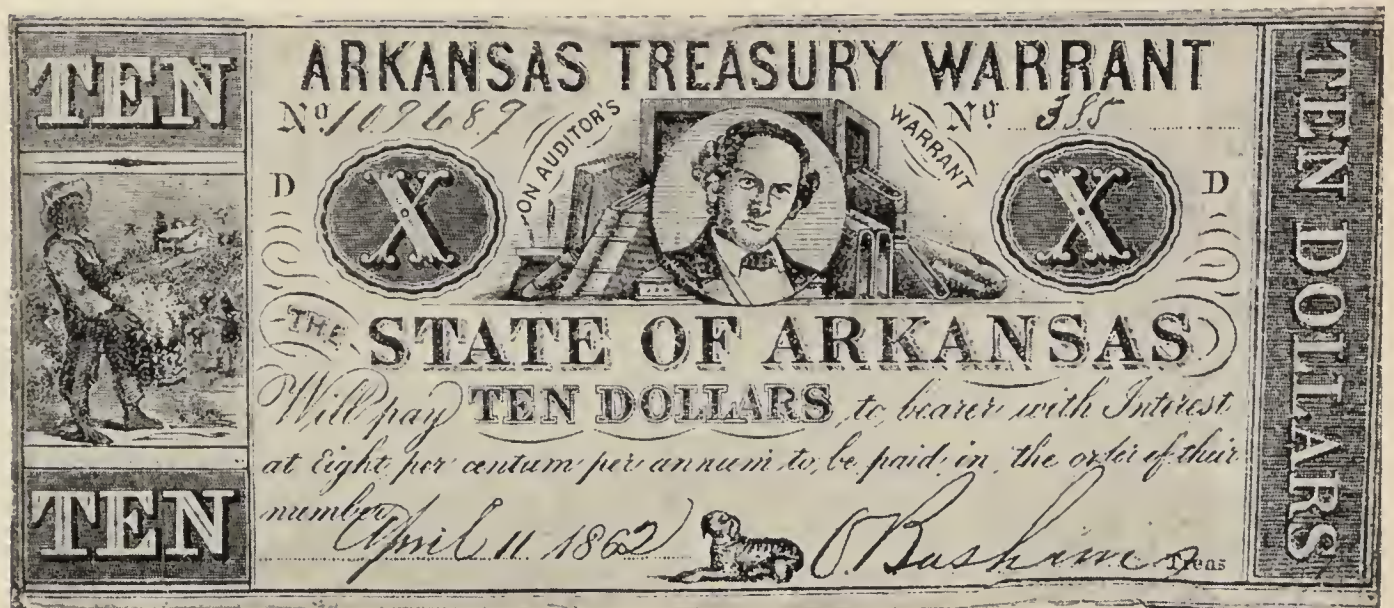 TEN
ARKANSAS TREASURY WARRANT
No. 109687
ON AUDITOR'S
WARRANT
No.
D
X
X
D
THE
STATE OF ARKANSAS
Will pay TEN DOLLARS to bearer with Interest
at Eight per centum per annum to be paid in the order of their
number
April 11 1862
Treas
TEN
TEN DOLLARS